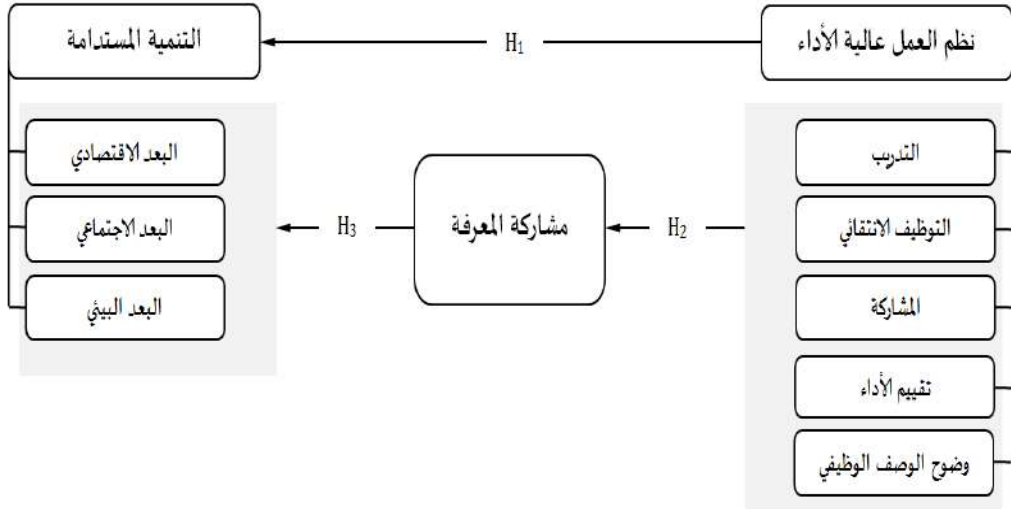 نظم العمل عالية الأداء
H₁
التنمية المستدامة
التدريب
التوظيف الانتقائي
المشاركة
تقييم الأداء
وضوح الوصف الوظيفي
H₂
مشاركة المعرفة
H₃
البعد الاقتصادي
البعد الاجتماعي
البعد البيئي